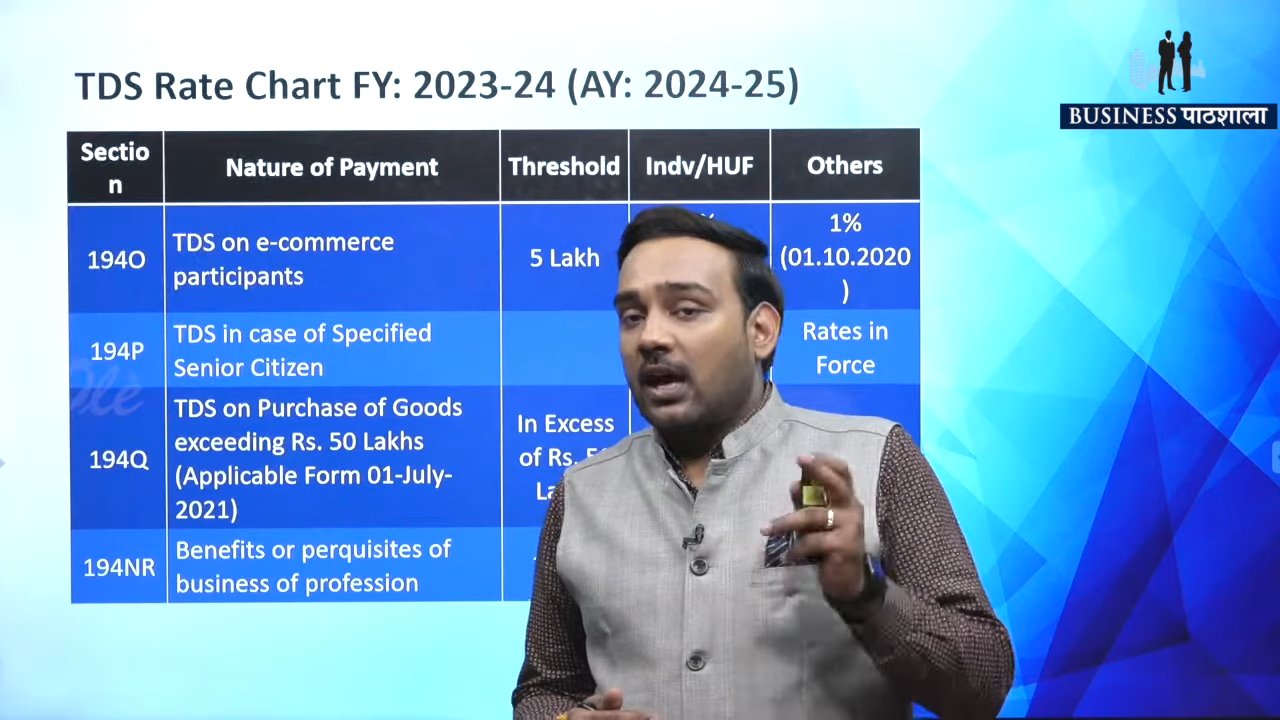 TDS Rate Chart FY: 2023-24 (AY: 2024-25)
BUSINESS पाठशाला
Sectio
n
Nature of Payment
Threshold
Indv/HUF
Others
194O
TDS on e-commerce
participants
5 Lakh
%
1%
(01.10.2020
)
194P
TDS in case of Specified
Senior Citizen
Rates in
Force
194Q
TDS on Purchase of Goods
exceeding Rs. 50 Lakhs
(Applicable Form 01-July-
2021)
In Excess
of Rs.
194NR
Benefits or perquisites of
business of profession